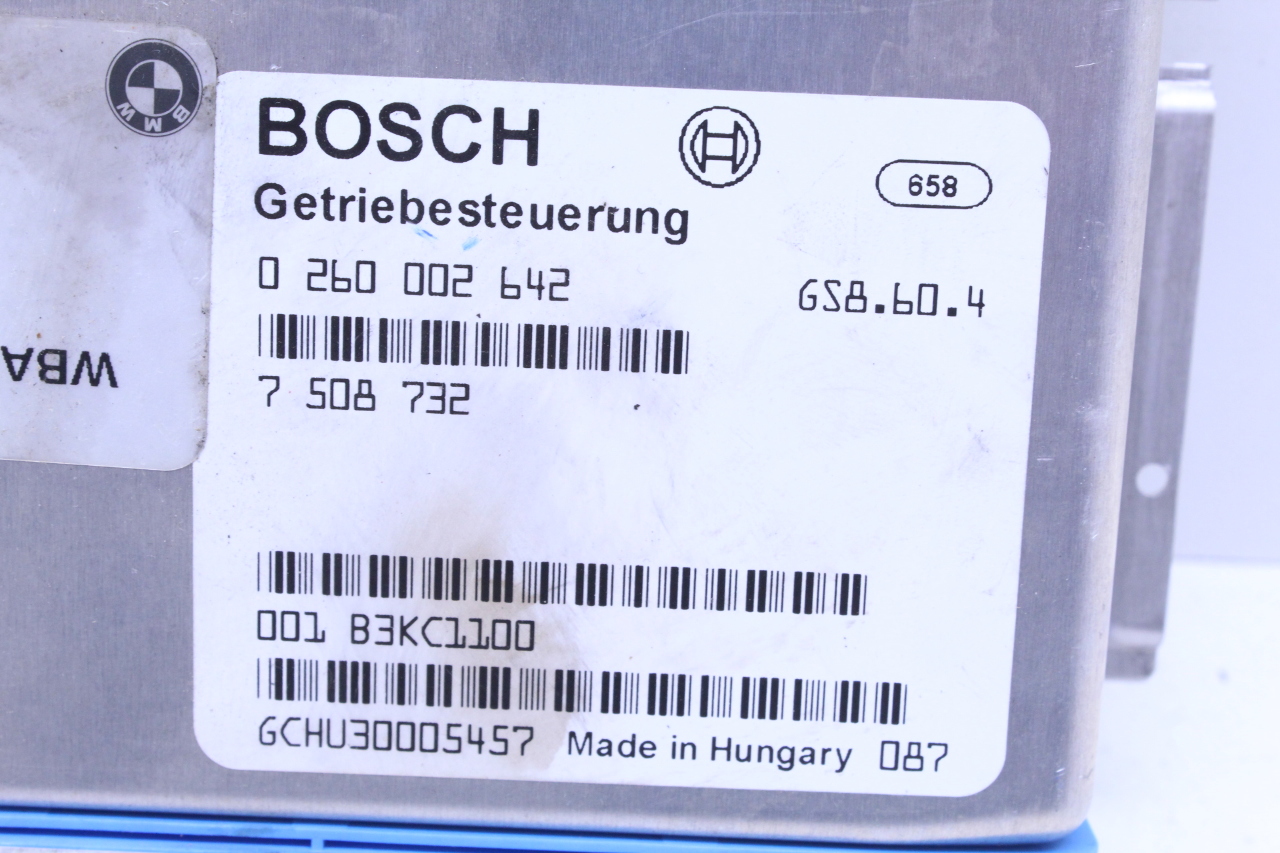 BMW
WBA
BOSCH
658
Getriebesteuerung
0 260 002 642
GS8.60.4
7 508 732
001 B3KC1100
GCHU30005457 Made in Hungary 087